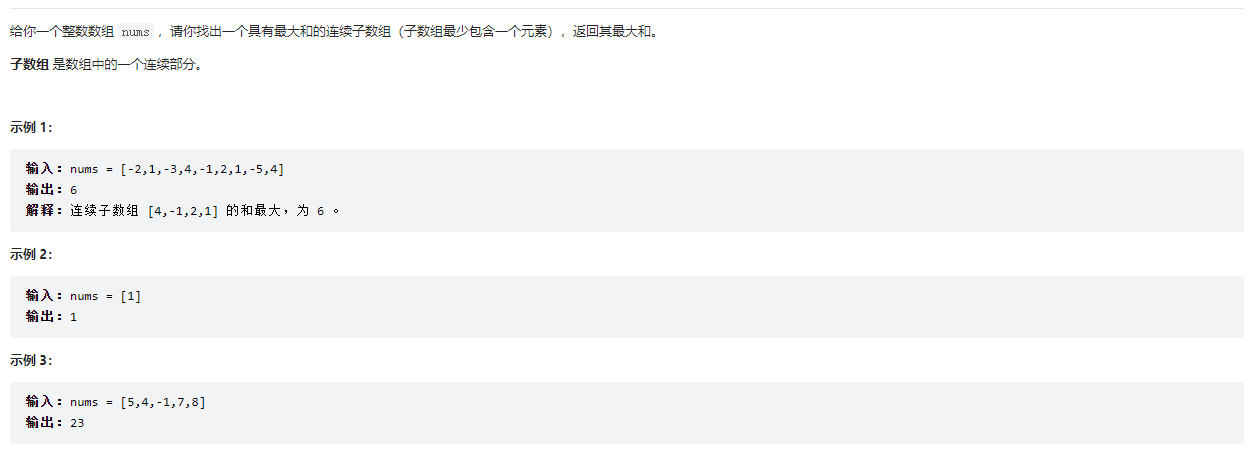 给你一个整数数组 nums ，请你找出一个具有最大和的连续子数组（子数组最少包含一个元素），返回其最大和。
子数组 是数组中的一个连续部分。
示例 1：
输入：nums = [-2,1,-3,4,-1,2,1,-5,4]
输出：6
解释：连续子数组 [4,-1,2,1] 的和最大，为 6 。
示例 2：
输入：nums = [1]
输出：1
示例 3：
输入：nums = [5,4,-1,7,8]
输出：23